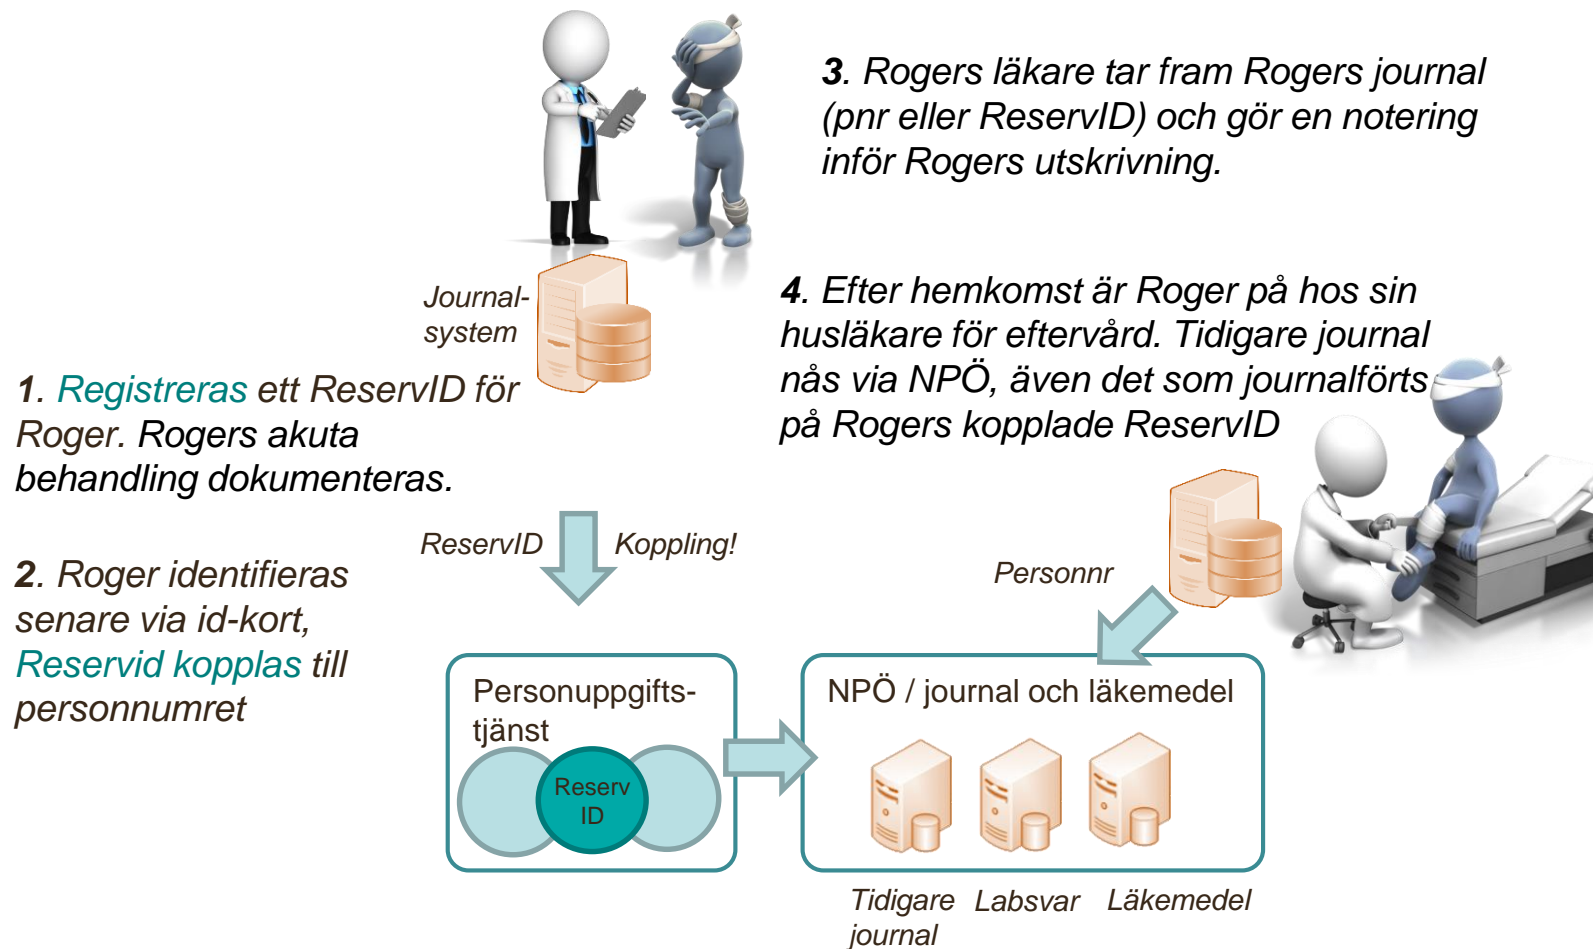 3. Rogers läkare tar fram Rogers journal
(pnr eller ReservID) och gör en notering
inför Rogers utskrivning.
Journal-
system
4. Efter hemkomst är Roger på hos sin
husläkare för eftervård. Tidigare journal
nås via NPÖ, även det som journalförts
på Rogers kopplade ReservID
1. Registreras ett ReservID för
Roger. Rogers akuta
behandling dokumenteras.
ReservID
Koppling!
2. Roger identifieras
senare via id-kort,
Reservid kopplas till
personnumret
Personnr
Personuppgifts-
tjänst
Reserv
ID
NPÖ / journal och läkemedel
Tidigare
journal
Labsvar
Läkemedel